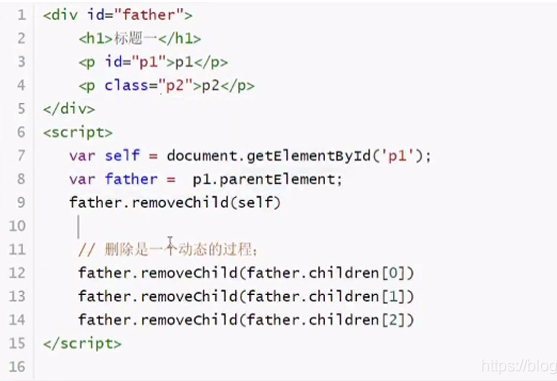 1 <div id="father">
2     <h1>标题一</h1>
3     <p id="p1">p1</p>
4     <p class="p2">p2</p>
5 </div>
6 <script>
7    var self = document.getElementById('p1');
8    var father =  p1.parentElement;
9    father.removeChild(self)
10
11     // 删除是一个动态的过程;
12     father.removeChild(father.children[0])
13     father.removeChild(father.children[1])
14     father.removeChild(father.children[2])
15 </script>
16
https://blog